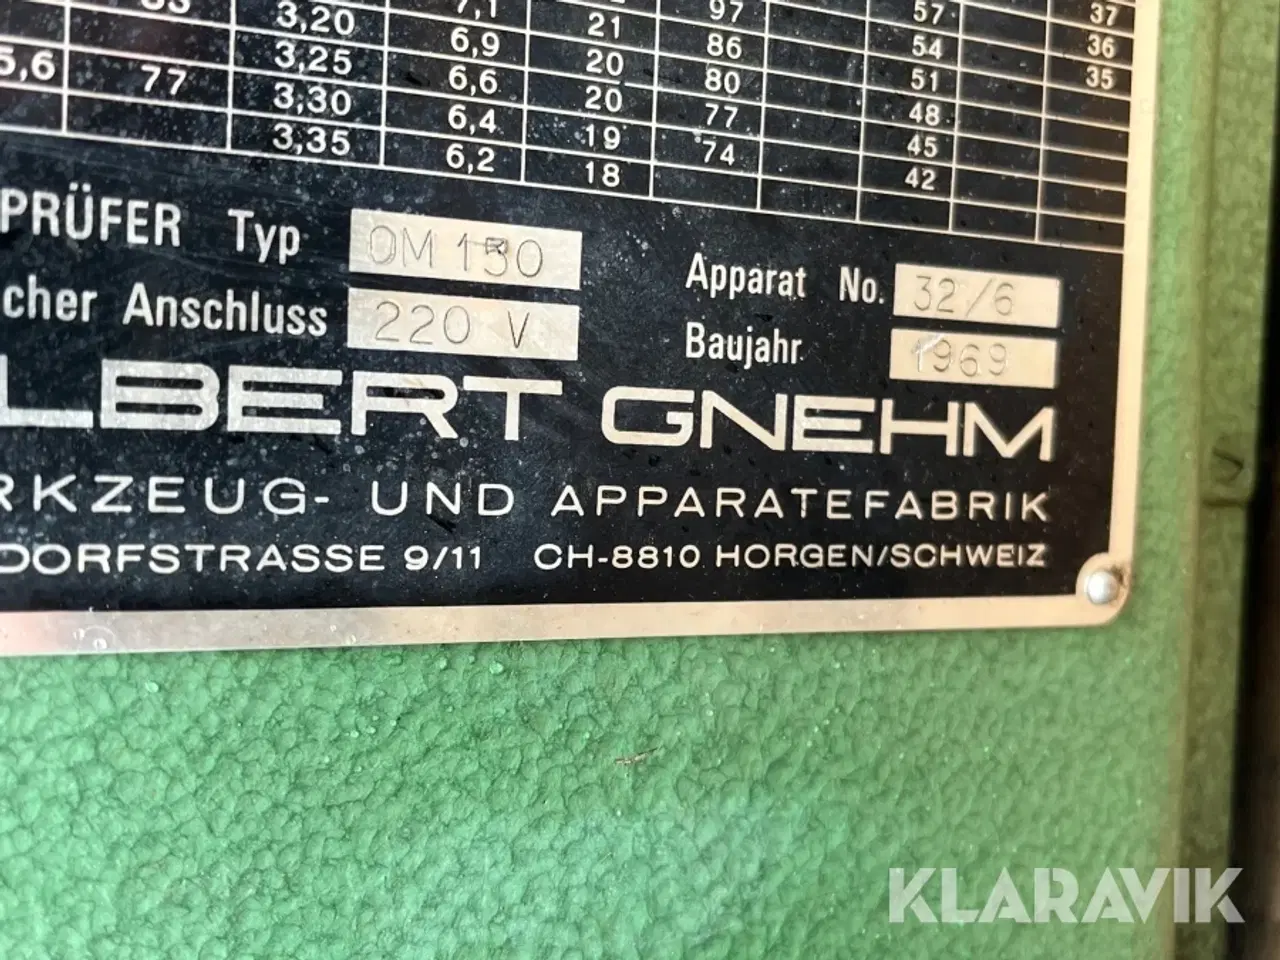 83 3,20 7,1 21 97 57 37
3,25 6,9 20 86 54 36
5,6 77 3,30 6,6 20 80 51 35
3,35 6,4 19 77 48
6,2 18 74 45
42
PRÜFER Typ OM 150 Apparat No. 32/6
cher Anschluss 220 V Baujahr 1969
LBERT GNEHM
RKZEUG- UND APPARATEFABRIK
DORFSTRASSE 9/11 CH-8810 HORGEN/SCHWEIZ
KLARAVIK